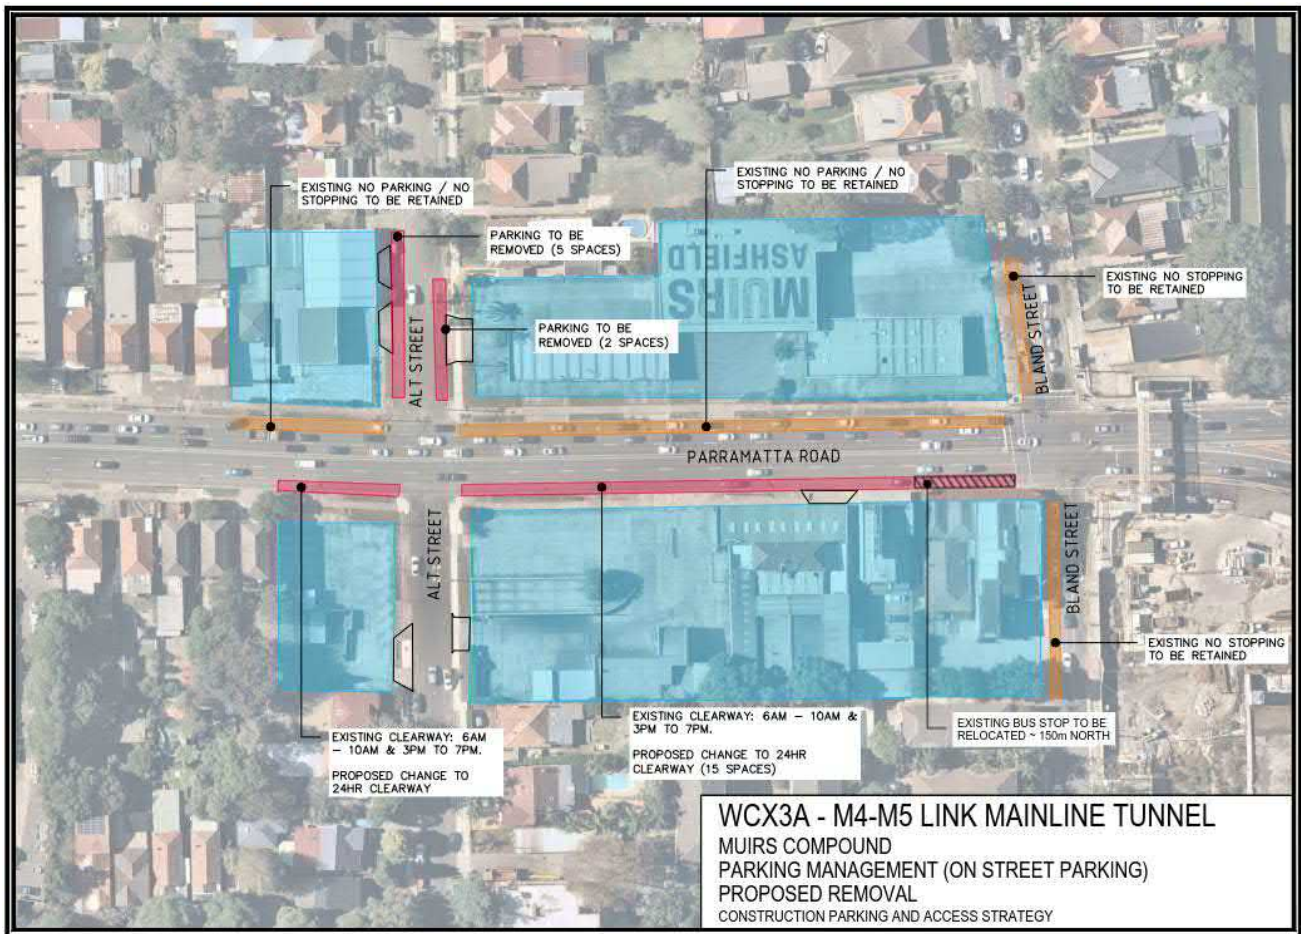 EXISTING NO PARKING / NO
STOPPING TO BE RETAINED
EXISTING NO PARKING / NO
STOPPING TO BE RETAINED
PARKING TO BE
REMOVED (5 SPACES)
MUIRS
ASHFIELD
EXISTING NO STOPPING
TO BE RETAINED
PARKING TO BE
REMOVED (2 SPACES)
ALT STREET
BLAND STREET
PARRAMATTA ROAD
ALT STREET
BLAND STREET
EXISTING NO STOPPING
TO BE RETAINED
EXISTING CLEARWAY: 6AM
– 10AM & 3PM TO 7PM.
PROPOSED CHANGE TO
24HR CLEARWAY
EXISTING CLEARWAY: 6AM – 10AM &
3PM TO 7PM.
PROPOSED CHANGE TO 24HR
CLEARWAY (15 SPACES)
EXISTING BUS STOP TO BE
RELOCATED ~ 150m NORTH
WCX3A - M4-M5 LINK MAINLINE TUNNEL
MUIRS COMPOUND
PARKING MANAGEMENT (ON STREET PARKING)
PROPOSED REMOVAL
CONSTRUCTION PARKING AND ACCESS STRATEGY